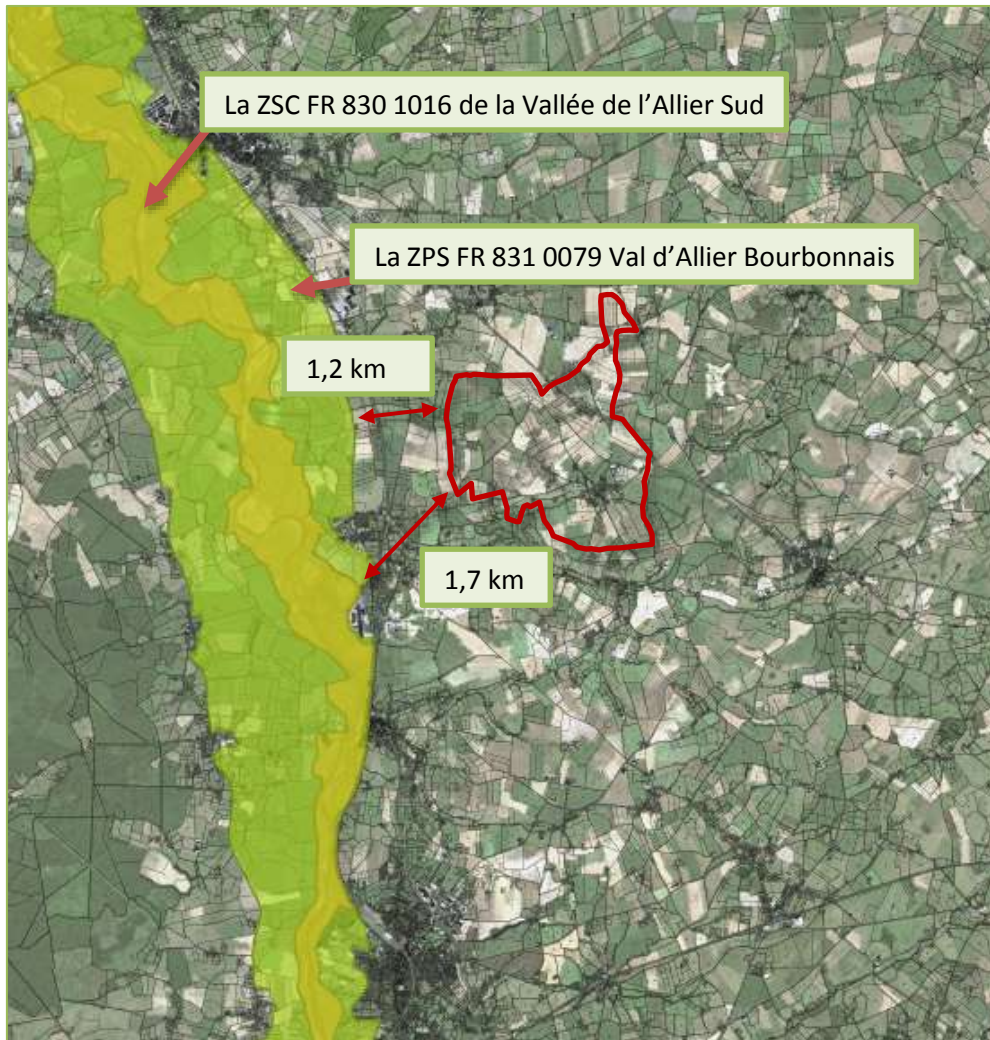 La ZSC FR 830 1016 de la Vallée de l’Allier Sud
La ZPS FR 831 0079 Val d’Allier Bourbonnais
1,2 km
1,7 km